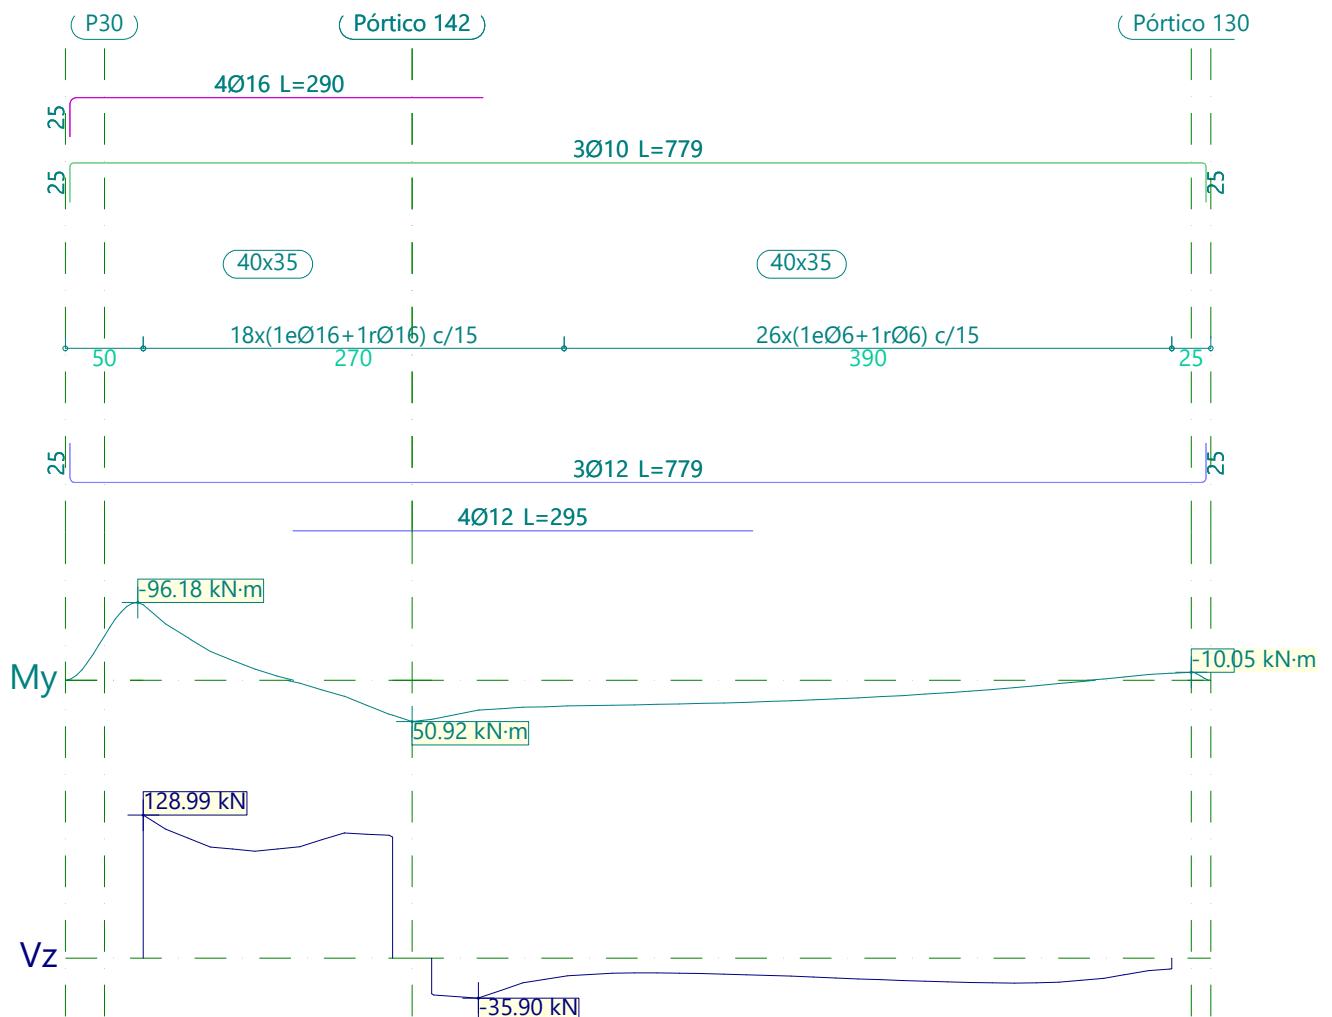 P30
Pórtico 142
Pórtico 130
4Ø16 L=290
25
3Ø10 L=779
25
25
40x35
40x35
18x(1eØ16+1rØ16) c/15
26x(1eØ6+1rØ6) c/15
50
270
390
25
25
3Ø12 L=779
25
4Ø12 L=295
-96.18 kN·m
My
-10.05 kN·m
50.92 kN·m
128.99 kN
Vz
-35.90 kN